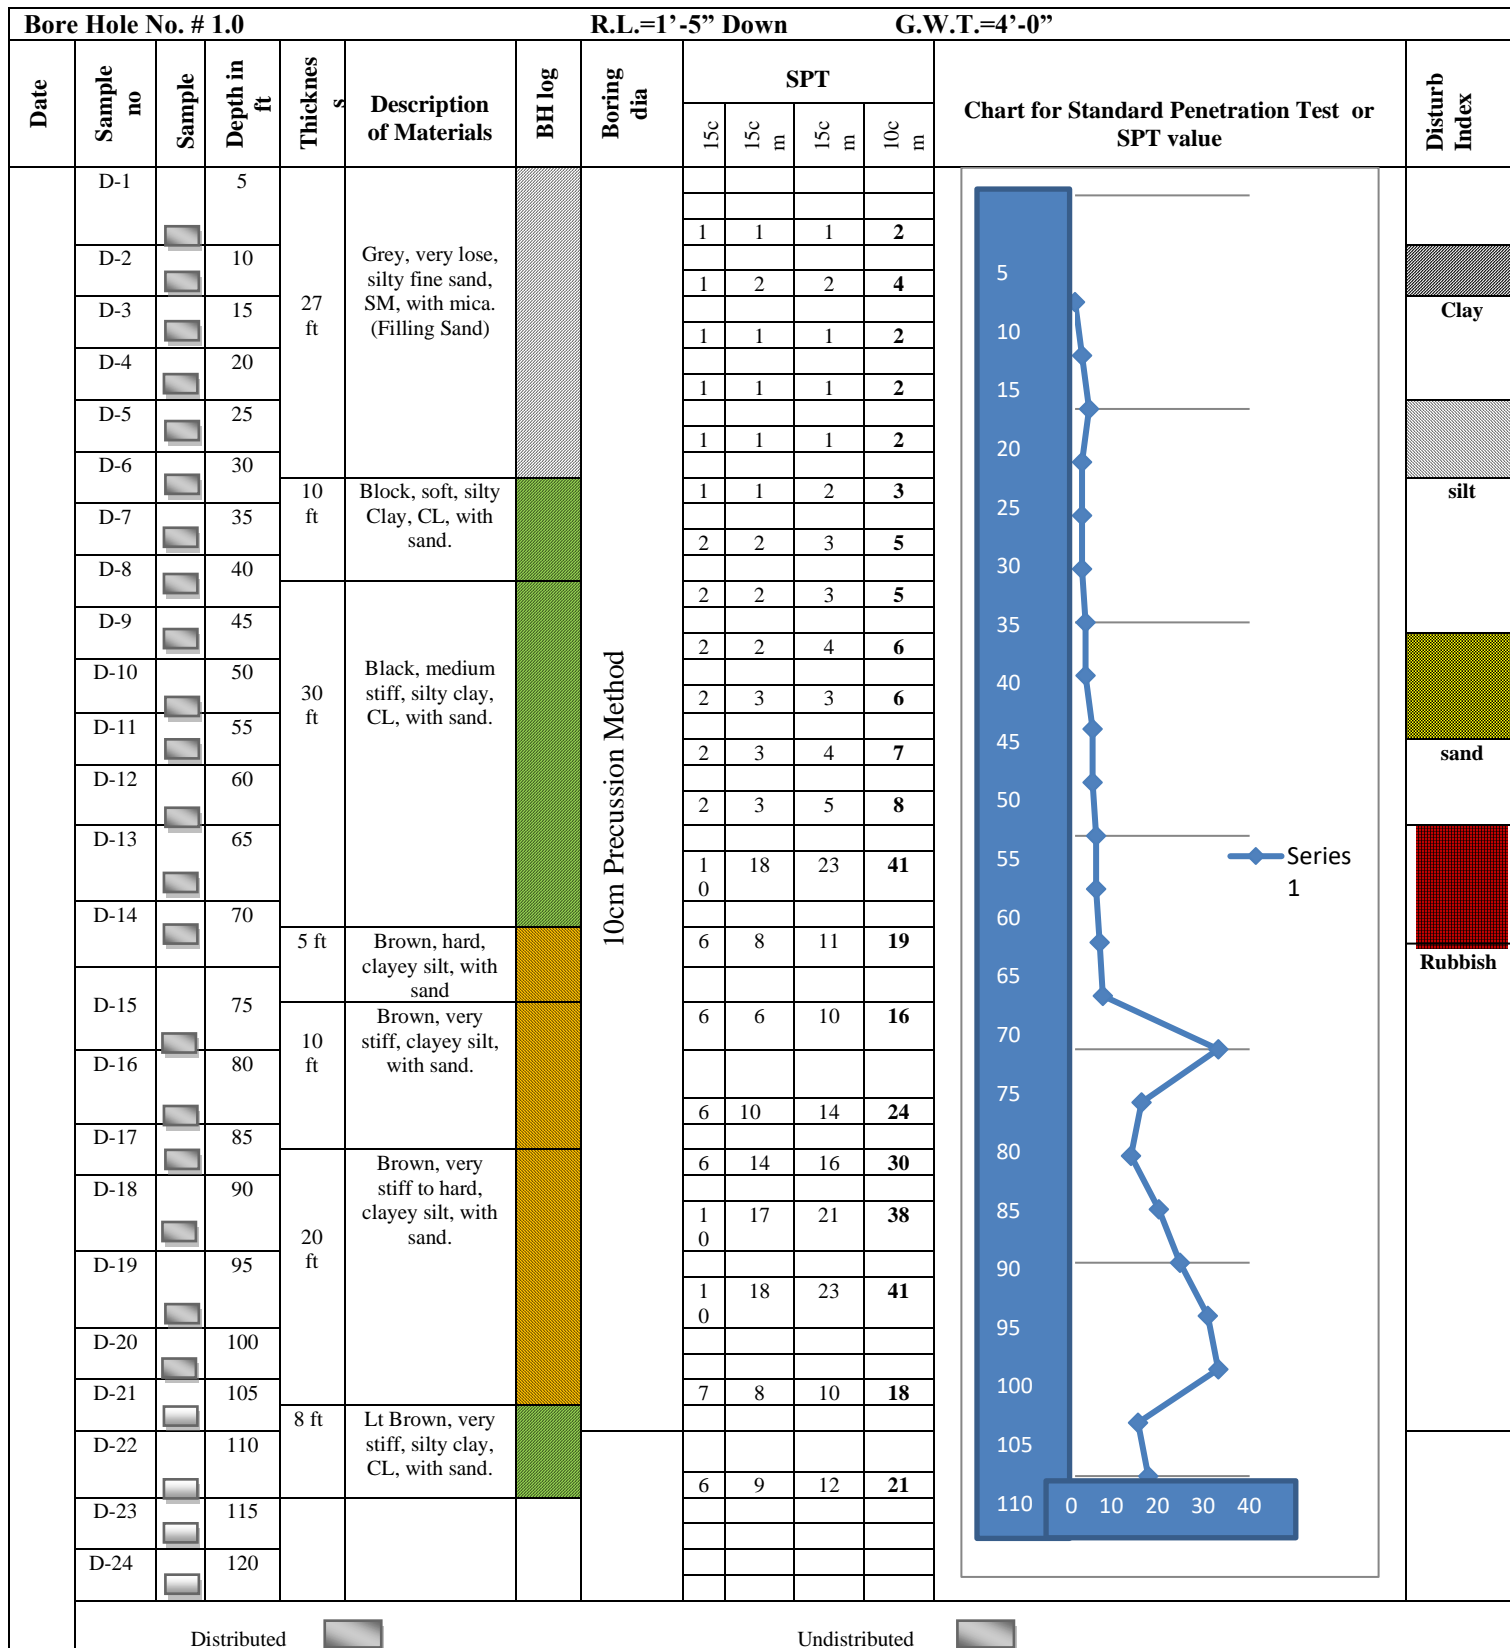 Bore Hole No. # 1.0 R.L.=1’-5” Down G.W.T.=4’-0”
Date
Sample no
Sample
Depth in ft
Thicknes s
Description of Materials
BH log
Boring dia
SPT
15c
15c m
15c m
10c m
Chart for Standard Penetration Test or SPT value
Disturb Index
D-1 5
1 1 1 2
D-2 10
1 2 2 4
D-3 15
1 1 1 2
D-4 20
1 1 1 2
D-5 25
1 1 1 2
D-6 30
1 1 2 3
D-7 35
2 2 3 5
D-8 40
2 2 3 5
D-9 45
2 2 4 6
D-10 50
2 3 3 6
D-11 55
2 3 4 7
D-12 60
2 3 5 8
D-13 65
10 18 23 41
D-14 70
6 8 11 19
D-15 75
6 6 10 16
D-16 80
6 10 14 24
D-17 85
6 14 16 30
D-18 90
10 17 21 38
D-19 95
10 18 23 41
D-20 100
D-21 105
7 8 10 18
D-22 110
6 9 12 21
D-23 115
D-24 120
27
ft
Grey, very lose,
silty fine sand,
SM, with mica.
(Filling Sand)
10
ft
Block, soft, silty
Clay, CL, with
sand.
30
ft
Black, medium
stiff, silty clay,
CL, with sand.
5 ft
Brown, hard,
clayey silt, with
sand
10
ft
Brown, very
stiff, clayey silt,
with sand.
20
ft
Brown, very
stiff to hard,
clayey silt, with
sand.
8 ft
Lt Brown, very
stiff, silty clay,
CL, with sand.
10cm Precussion Method
5
10
15
20
25
30
35
40
45
50
55
60
65
70
75
80
85
90
95
100
105
110
0 10 20 30 40
Series
1
Clay
silt
sand
Rubbish
Distributed Undistributed